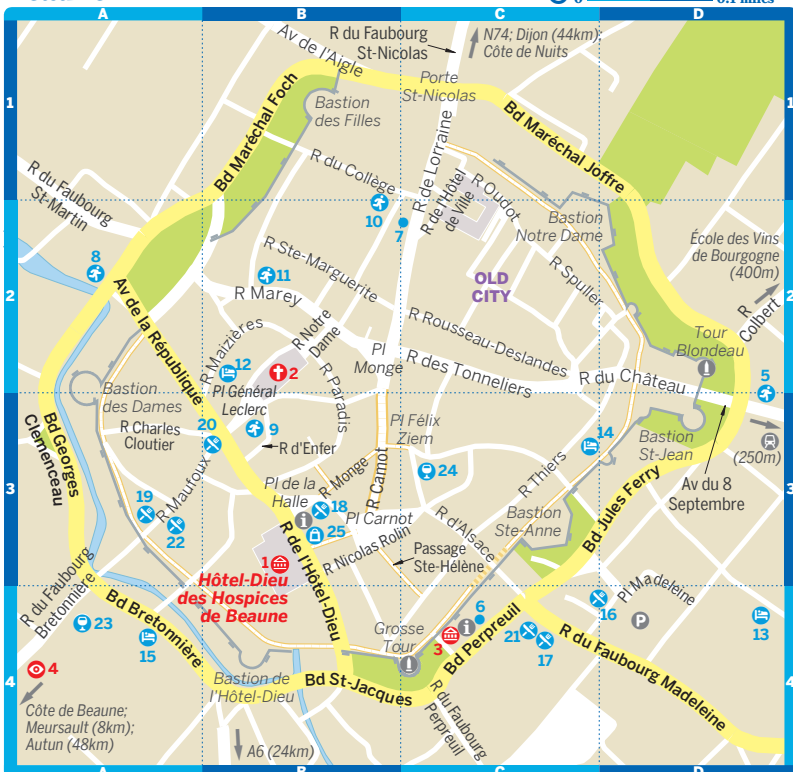 0
0.1 miles
A
B
C
D
R du Faubourg
St-Nicolas
N74; Dijon (44km);
Côte de Nuits
Av de l'Aigle
Porte
St-Nicolas
1
1
Bastion
des Filles
Bd Maréchal Foch
Bd Maréchal Joffre
R du Collège
R de Lorraine
R de l'Hôtel
de Ville
R Oudot
R du Faubourg
St-Martin
10
7
Bastion
Notre Dame
École des Vins
de Bourgogne
(400m)
8
R Ste-Marguerite
11
OLD
CITY
R Spuller
2
2
R Marey
R Colbert
Av de la République
R Maizières
R Notre
Dame
R Rousseau-Deslandes
Tour
Blondeau
Pl
Monge
R des Tonneliers
12
2
R du Château
5
Pl Général
Leclerc
R Paradis
Bastion
des Dames
R Charles
Cloutier
20
9
R d'Enfer
Pl Félix
Ziem
14
Bastion
St-Jean
(250m)
Bd Georges
Clemenceau
24
R Thiers
Av du 8
Septembre
3
3
Pl de la
Halle
R Monge
R Carnot
19
R Maufoux
22
18
25
Pl Carnot
R d'Alsace
Bastion
Ste-Anne
Bd Jules Ferry
R Nicolas Rolin
Passage
Ste-Hélène
1
Hôtel-Dieu
des Hospices
de Beaune
R de l'Hôtel-Dieu
R du Faubourg
Bretonnière
Bd Bretonnière
Pl Madeleine
16
P
13
23
15
Grosse
Tour
3
6
Bd Perpreuil
21
17
R du Faubourg Madeleine
4
4
4
Bastion de
l'Hôtel-Dieu
Bd St-Jacques
R du Faubourg
Perpreuil
Côte de Beaune;
Meursault (8km);
Autun (48km)
A6 (24km)
A
B
C
D